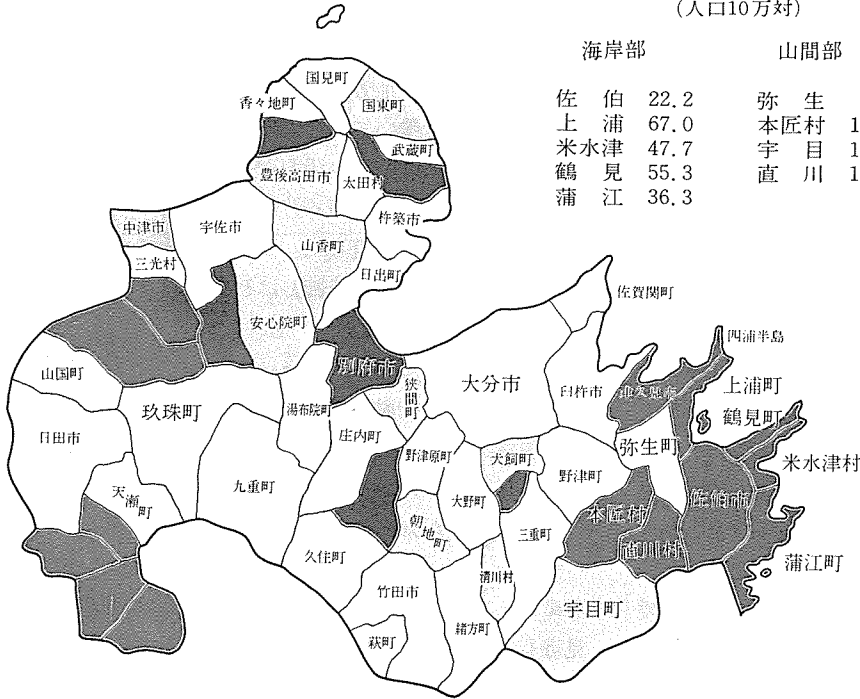 (人口10万対)
海岸部 山間部
佐伯 22.2 弥生
上浦 67.0 本匠村 1
米水津 47.7 宇目 1
鶴見 55.3 直川 1
蒲江 36.3
国見町
香々地町
国東町
武蔵町
豊後高田市
太田村
中津市
宇佐市
杵築市
山香町
三光村
日出町
佐賀関町
安心院町
四浦半島
別府市
山国町
狭間町
大分市
臼杵市
津久見市
上浦町
鶴見町
玖珠町
湯布院町
日田市
庄内町
弥生町
野津原町
犬飼町
野津町
米水津村
天瀬町
九重町
大野町
佐伯市
本匠村
朝地町
三重町
直川村
久住町
蒲江町
清川村
竹田市
宇目町
緒方町
萩町